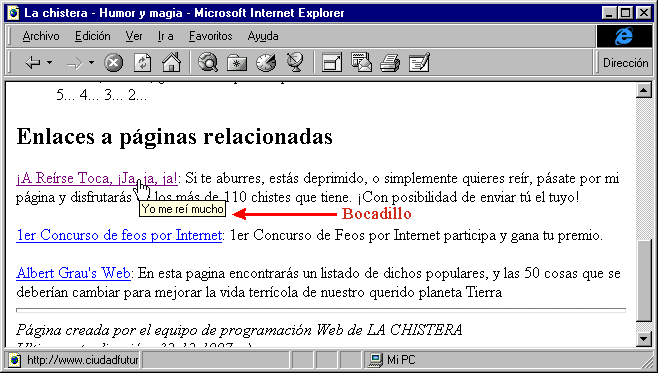 La chistera - Humor y magia - Microsoft Internet Explorer
Archivo Edición Ver Ir a Favoritos Ayuda
Dirección
5... 4... 3... 2...
Enlaces a páginas relacionadas
¡A Reírse Toca, ¡Ja, ja, ja!: Si te aburres, estás deprimido, o simplemente quieres reír, pásate por mi
página y disfrutarás los más de 110 chistes que tiene. ¡Con posibilidad de enviar tú el tuyo!
Yo me reí mucho
Bocadillo
1er Concurso de feos por Internet: 1er Concurso de Feos por Internet participa y gana tu premio.
Albert Grau's Web: En esta pagina encontrarás un listado de dichos populares, y las 50 cosas que se
deberían cambiar para mejorar la vida terrícola de nuestro querido planeta Tierra
Página creada por el equipo de programación Web de LA CHISTERA
http://www.ciudadfutur
Mi PC